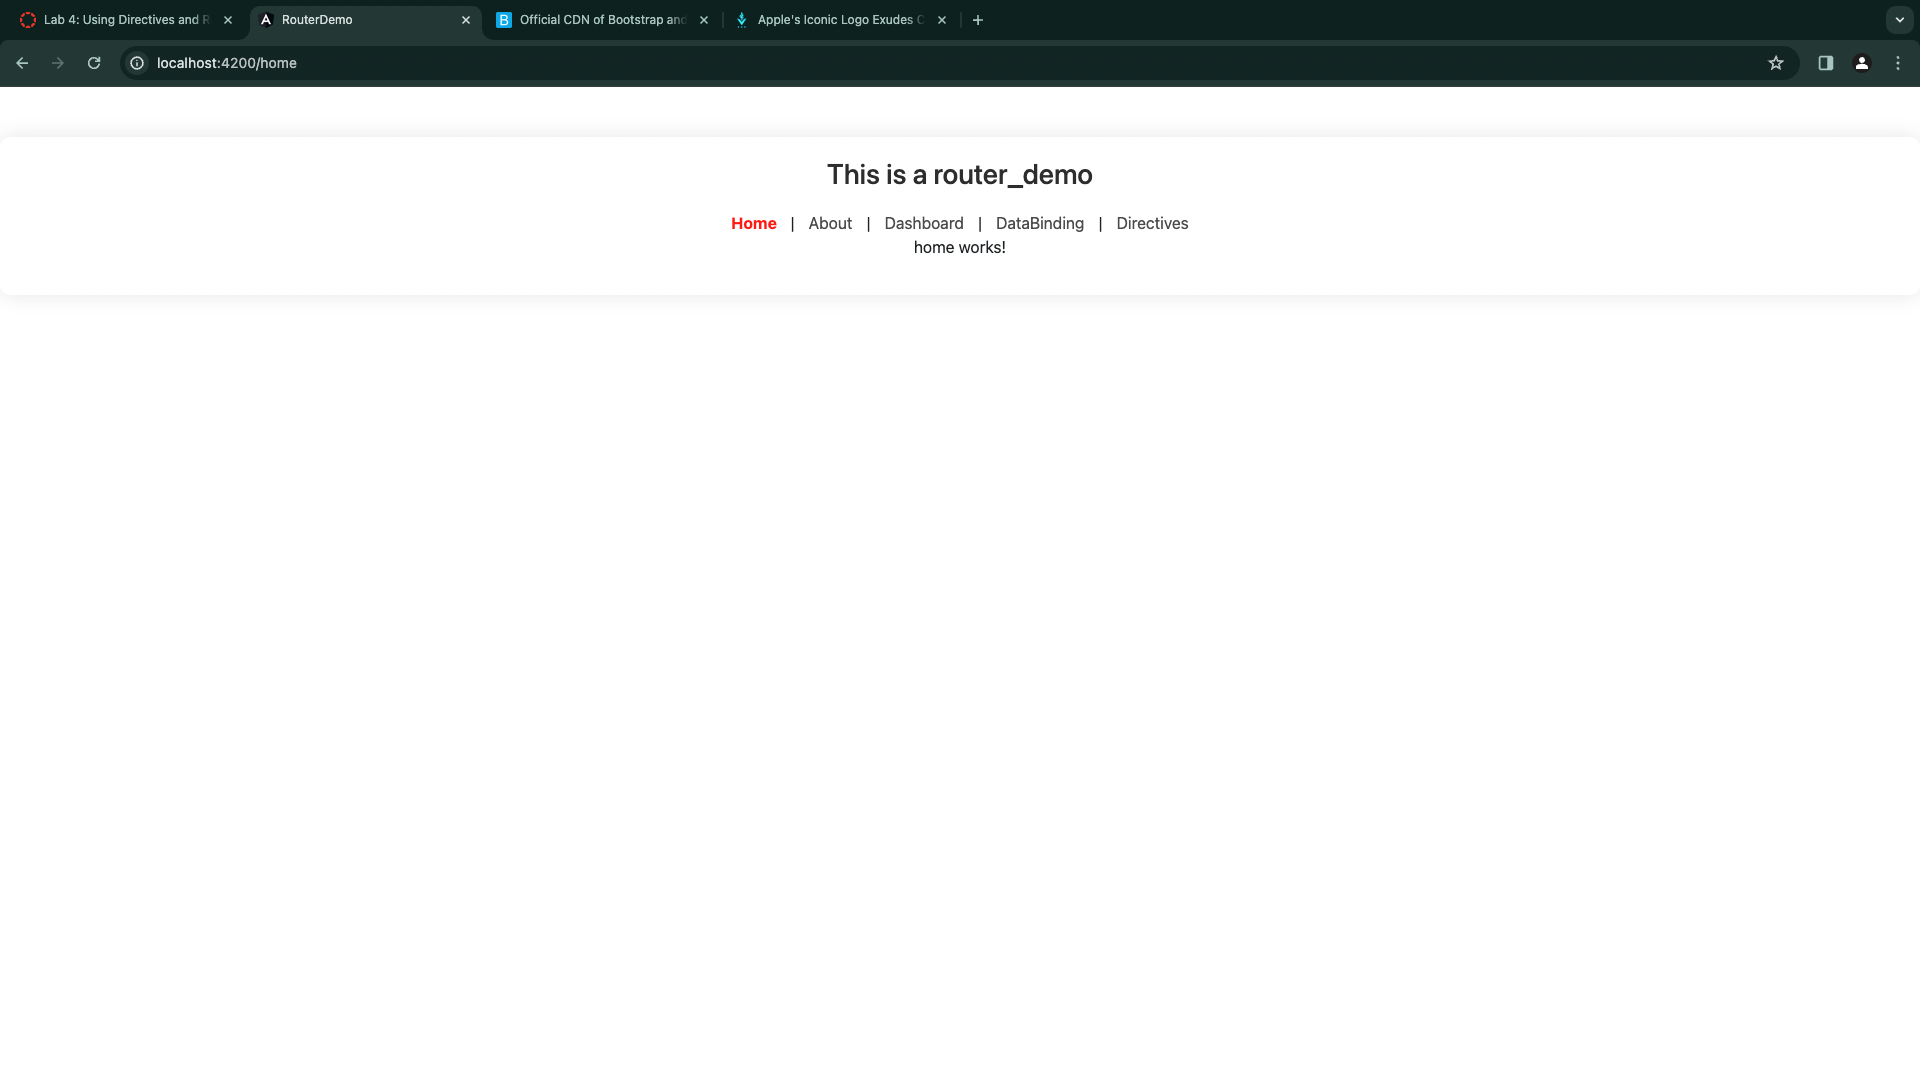 Lab 4: Using Directives and R
RouterDemo
Official CDN of Bootstrap and
Apple's Iconic Logo Exudes C
localhost:4200/home
This is a router_demo
Home | About | Dashboard | DataBinding | Directives
home works!